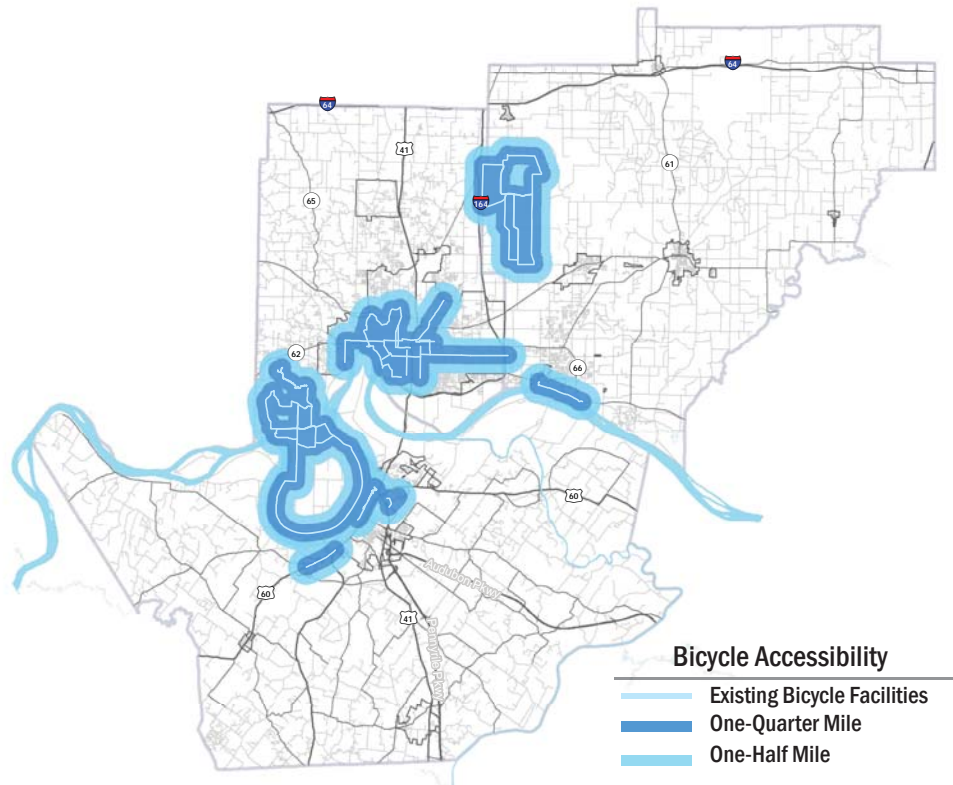 64
64
41
61
65
164
62
66
60
60
Audubon Pkwy
41
Pennyrile Pkwy
Bicycle Accessibility
Existing Bicycle Facilities
One-Quarter Mile
One-Half Mile